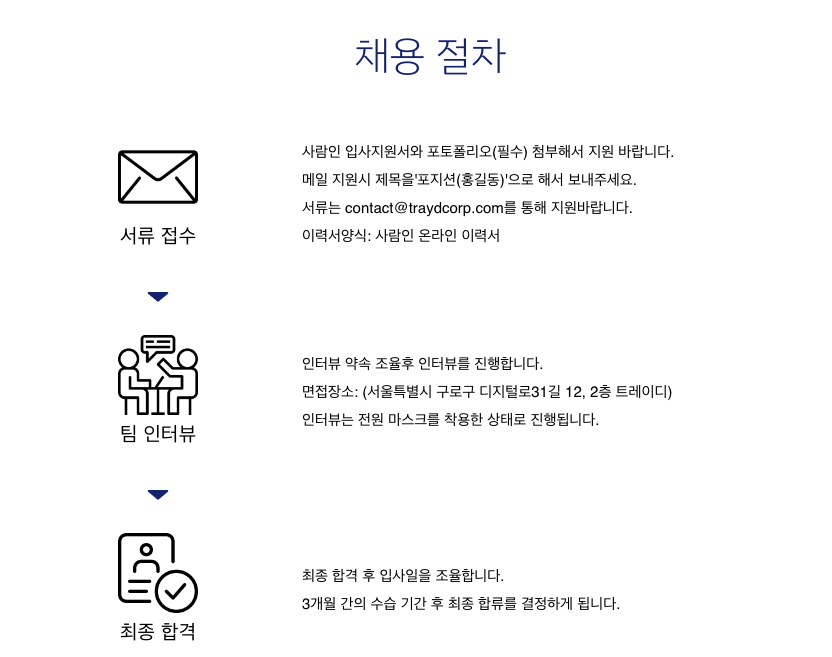 채용 절차
서류 접수
사람인 입사지원서와 포토폴리오(필수) 첨부해서 지원 바랍니다.
메일 지원시 제목을'포지션(홍길동)'으로 해서 보내주세요.
서류는 contact@traydcorp.com를 통해 지원바랍니다.
이력서양식: 사람인 온라인 이력서
팀 인터뷰
인터뷰 약속 조율후 인터뷰를 진행합니다.
면접장소: (서울특별시 구로구 디지털로31길 12, 2층 트레이디)
인터뷰는 전원 마스크를 착용한 상태로 진행됩니다.
최종 합격
최종 합격 후 입사일을 조율합니다.
3개월 간의 수습 기간 후 최종 합류를 결정하게 됩니다.